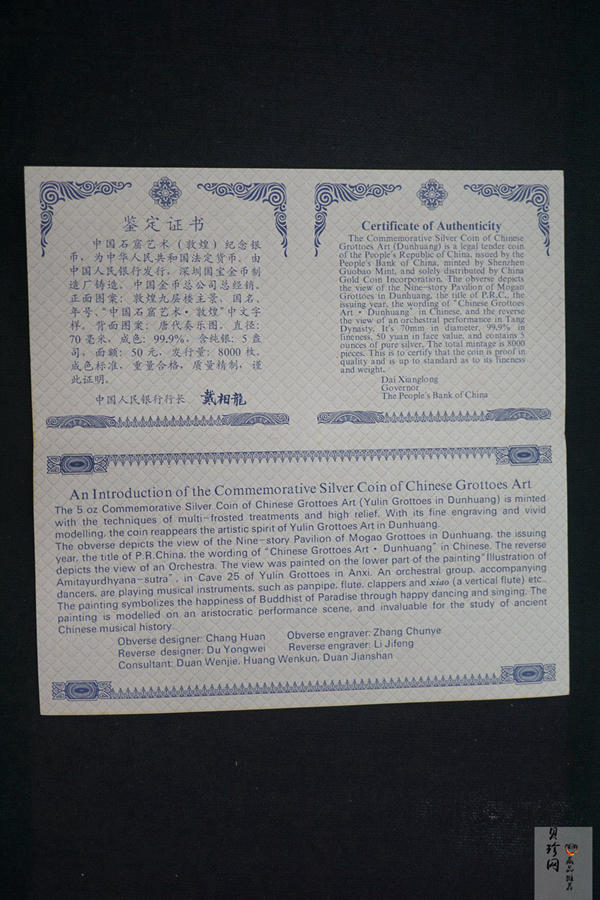 鉴定证书
中国石窟艺术(敦煌)纪念银
币，为中华人民共和国法定货币。由
中国人民银行发行，深圳国宝金币制
造厂铸造，中国金币总公司总经销。
正面图案：敦煌九层楼主景、国名、
年号、“中国石窟艺术·敦煌”中文字
样。背面图案：唐代奏乐图。直径：
70毫米，成色：99.9%，含纯银：5盎
司，面额：50元，发行量：8000枚。
成色标准，重量合格，质量精制，谨
此证明。
中国人民银行行长 戴相龍
Certificate of Authenticity
The Commemorative Silver Coin of Chinese
Grottoes Art (Dunhuang) is a legal tender coin
of the People's Republic of China, issued by the
People's Bank of China, minted by Shenzhen
Guobao Mint, and solely distributed by China
Gold Coin Incorporation. The obverse depicts
the view of the Nine-story Pavilion of Mogao
Grottoes in Dunhuang, the title of P.R.C., the
issuing year, the wording of "Chinese Grottoes
Art · Dunhuang" in Chinese, and the reverse
the view of an orchestral performance in Tang
Dynasty. It's 70mm in diameter, 99.9% in
fineness, 50 yuan in face value, and contains 5
ounces of pure silver. The total mintage is 8000
pieces. This is to certify that the coin is proof in
quality and is up to standard as to its fineness
and weight.
Dai Xianglong
Governor
The People's Bank of China
An Introduction of the Commemorative Silver Coin of Chinese Grottoes Art
The 5 oz Commemorative Silver Coin of Chinese Grottoes Art (Yulin Grottoes in Dunhuang) is minted
with the techniques of multi-frosted treatments and high relief. With its fine engraving and vivid
modelling, the coin reappears the artistic spirit of Yulin Grottoes Art in Dunhuang.
The obverse depicts the view of the Nine-story Pavilion of Mogao Grottoes in Dunhuang, the issuing
year, the title of P.R.China, the wording of "Chinese Grottoes Art · Dunhuang" in Chinese. The reverse
depicts the view of an Orchestra. The view was painted on the lower part of the painting "Illustration of
Amitayurdhyana-sutra", in Cave 25 of Yulin Grottoes in Anxi. An orchestral group, accompanying
dancers, are playing musical instruments, such as panpipe, flute, clappers and xiao (a vertical flute) etc..
The painting symbolizes the happiness of Buddhist of Paradise through happy dancing and singing. The
painting is modelled on an aristocratic performance scene, and invaluable for the study of ancient
Chinese musical history.
Obverse designer: Chang Huan Obverse engraver: Zhang Chunye
Reverse designer: Du Yongwei Reverse engraver: Li Jifeng
Consultant: Duan Wenjie, Huang Wenkun, Duan Jianshan
贝珍网
藏品推荐